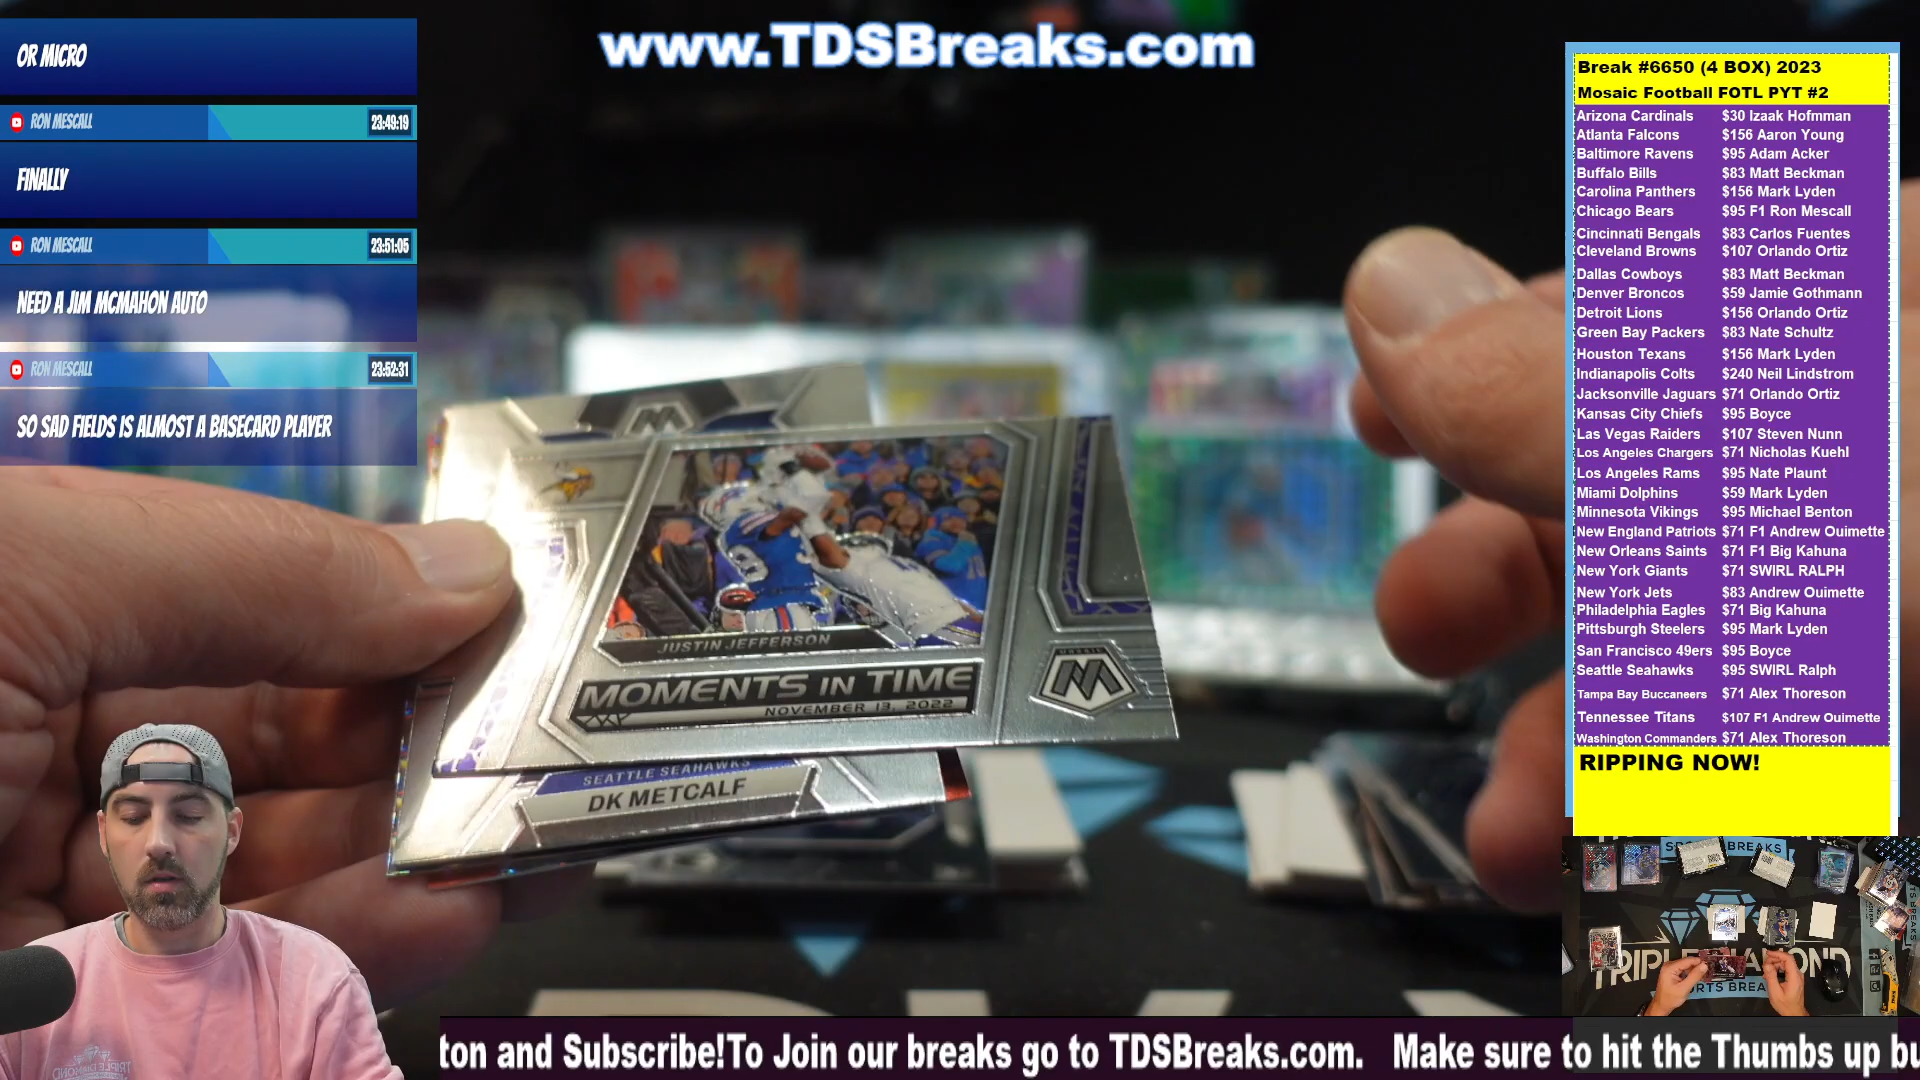 www.TDSBreaks.com
OR MICRO
RON MESCALL 23:49:19
FINALLY
RON MESCALL 23:51:05
NEED A JIM MCMAHON AUTO
RON MESCALL 23:52:31
SO SAD FIELDS IS ALMOST A BASECARD PLAYER
JUSTIN JEFFERSON
MOMENTS IN TIME
NOVEMBER 13, 2022
MOSAIC
SEATTLE SEAHAWKS
DK METCALF
Break #6650 (4 BOX) 2023
Mosaic Football FOTL PYT #2
Arizona Cardinals $30 Izaak Hofmman
Atlanta Falcons $156 Aaron Young
Baltimore Ravens $95 Adam Acker
Buffalo Bills $83 Matt Beckman
Carolina Panthers $156 Mark Lyden
Chicago Bears $95 F1 Ron Mescall
Cincinnati Bengals $83 Carlos Fuentes
Cleveland Browns $107 Orlando Ortiz
Dallas Cowboys $83 Matt Beckman
Denver Broncos $59 Jamie Gothmann
Detroit Lions $156 Orlando Ortiz
Green Bay Packers $83 Nate Schultz
Houston Texans $156 Mark Lyden
Indianapolis Colts $240 Neil Lindstrom
Jacksonville Jaguars $71 Orlando Ortiz
Kansas City Chiefs $95 Boyce
Las Vegas Raiders $107 Steven Nunn
Los Angeles Chargers $71 Nicholas Kuehl
Los Angeles Rams $95 Nate Plaunt
Miami Dolphins $59 Mark Lyden
Minnesota Vikings $95 Michael Benton
New England Patriots $71 F1 Andrew Ouimette
New Orleans Saints $71 F1 Big Kahuna
New York Giants $71 SWIRL RALPH
New York Jets $83 Andrew Ouimette
Philadelphia Eagles $71 Big Kahuna
Pittsburgh Steelers $95 Mark Lyden
San Francisco 49ers $95 Boyce
Seattle Seahawks $95 SWIRL Ralph
Tampa Bay Buccaneers $71 Alex Thoreson
Tennessee Titans $107 F1 Andrew Ouimette
Washington Commanders $71 Alex Thoreson
RIPPING NOW!
SPORTS BREAKS
TRIPLE DIAMOND
SPORTS BREAKS
ton and Subscribe!To Join our breaks go to TDSBreaks.com. Make sure to hit the Thumbs up bu